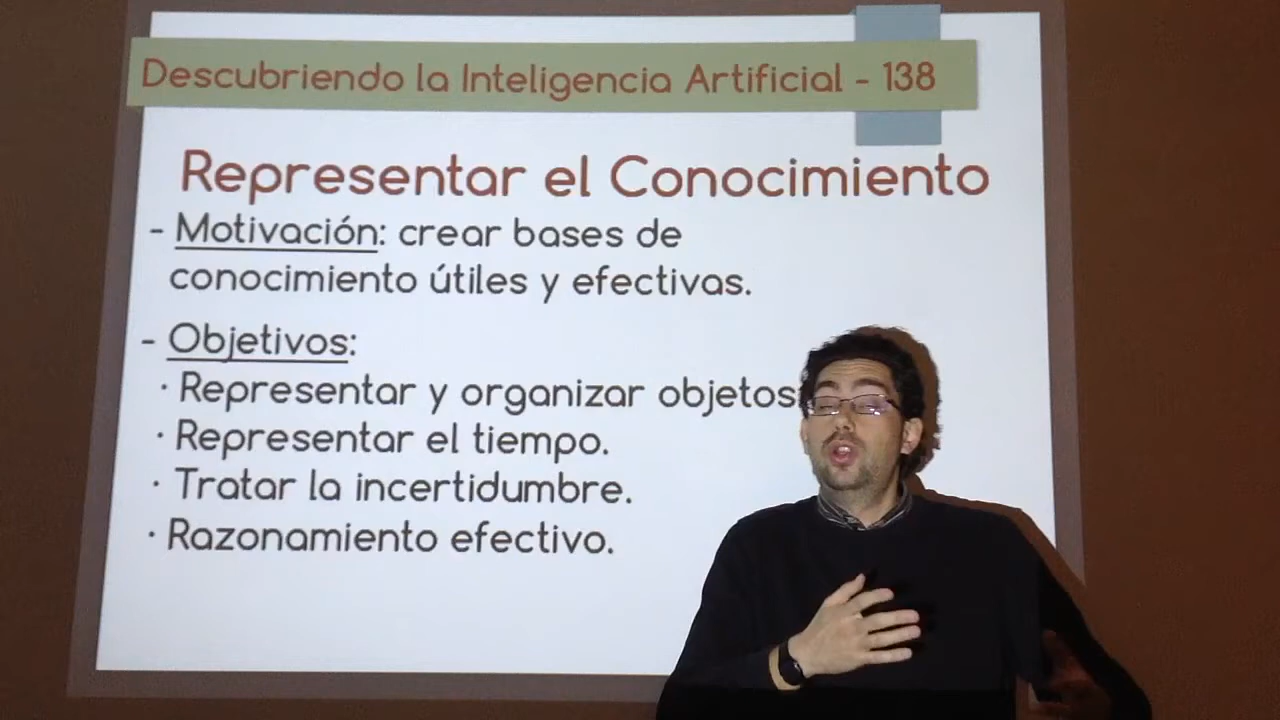 Descubriendo la Inteligencia Artificial - 138
Representar el Conocimiento
- Motivación: crear bases de
conocimiento útiles y efectivas.
- Objetivos:
· Representar y organizar objetos
· Representar el tiempo.
· Tratar la incertidumbre.
· Razonamiento efectivo.